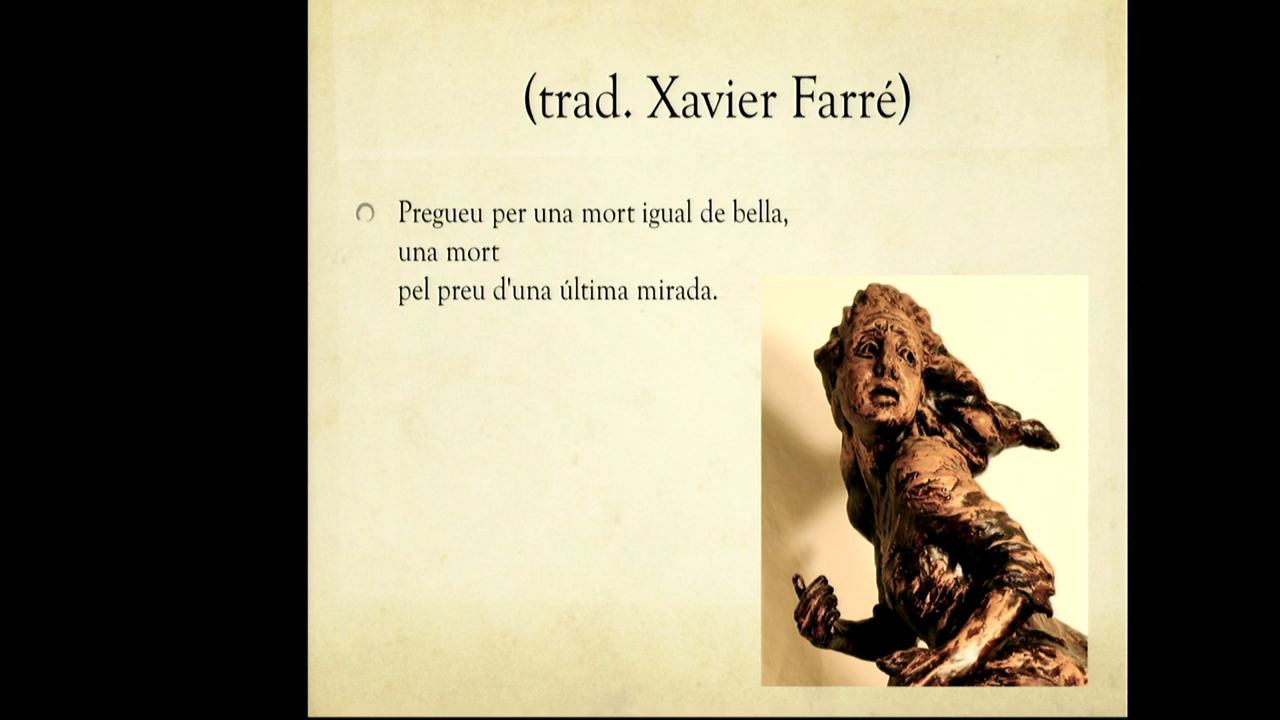 (trad. Xavier Farré)
Pregueu per una mort igual de bella,
una mort
pel preu d'una última mirada.